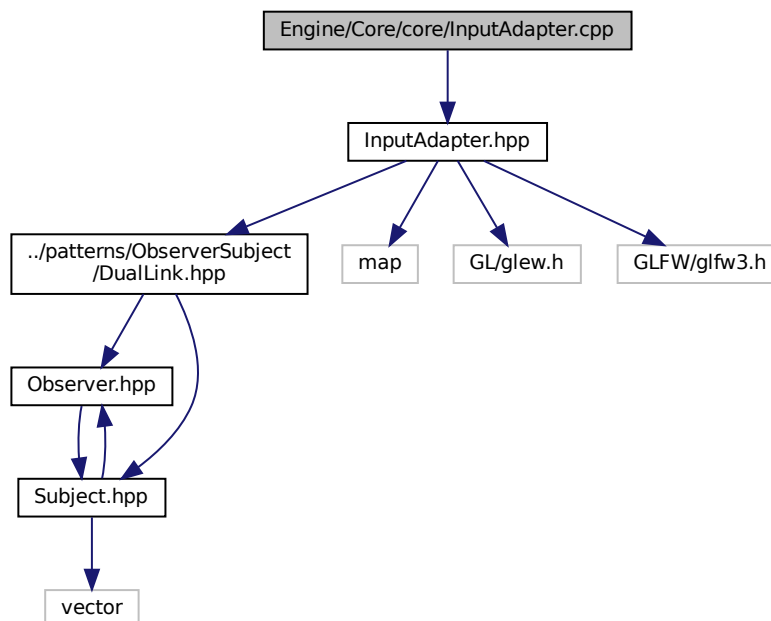 Engine/Core/core/InputAdapter.cpp
InputAdapter.hpp
../patterns/ObserverSubject
/DualLink.hpp
map
GL/glew.h
GLFW/glfw3.h
Observer.hpp
Subject.hpp
vector